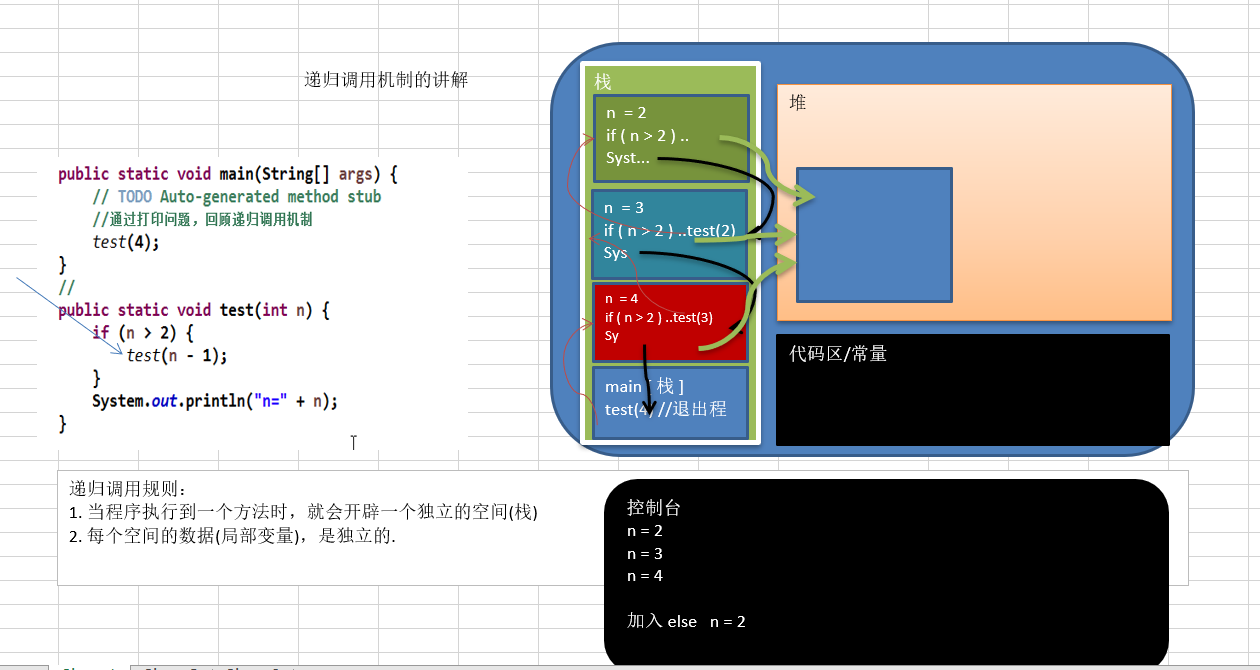 递归调用机制的讲解
public static void main(String[] args) {
// TODO Auto-generated method stub
//通过打印问题，回顾递归调用机制
test(4);
}
//
public static void test(int n) {
if (n > 2) {
test(n - 1);
}
System.out.println("n=" + n);
}
栈
n = 2
if ( n > 2 ) ..
Syst...
n = 3
if ( n > 2 ) ..test(2)
Sys
n = 4
if ( n > 2 ) ..test(3)
Sy
main [ 栈 ]
test(4) //退出程
堆
代码区/常量
递归调用规则：
1. 当程序执行到一个方法时，就会开辟一个独立的空间(栈)
2. 每个空间的数据(局部变量)，是独立的.
控制台
n = 2
n = 3
n = 4
加入 else n = 2